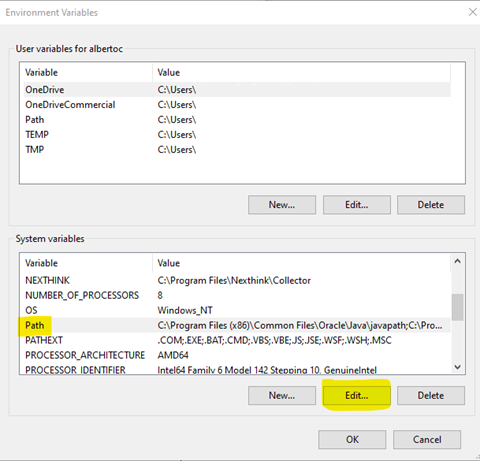 Environment Variables
User variables for albertoc
Variable Value
OneDrive C:\Users\
OneDriveCommercial C:\Users\
Path C:\Users\
TEMP C:\Users\
TMP C:\Users\
New... Edit... Delete
System variables
Variable Value
NEXTHINK C:\Program Files\Nexthink\Collector
NUMBER_OF_PROCESSORS 8
OS Windows_NT
Path C:\Program Files (x86)\Common Files\Oracle\Java\javapath;C:\Pro...
PATHEXT .COM;.EXE;.BAT;.CMD;.VBS;.VBE;.JS;.JSE;.WSF;.WSH;.MSC
PROCESSOR_ARCHITECTURE AMD64
PROCESSOR_IDENTIFIER Intel64 Family 6 Model 142 Stepping 10, GenuineIntel
New... Edit... Delete
OK Cancel